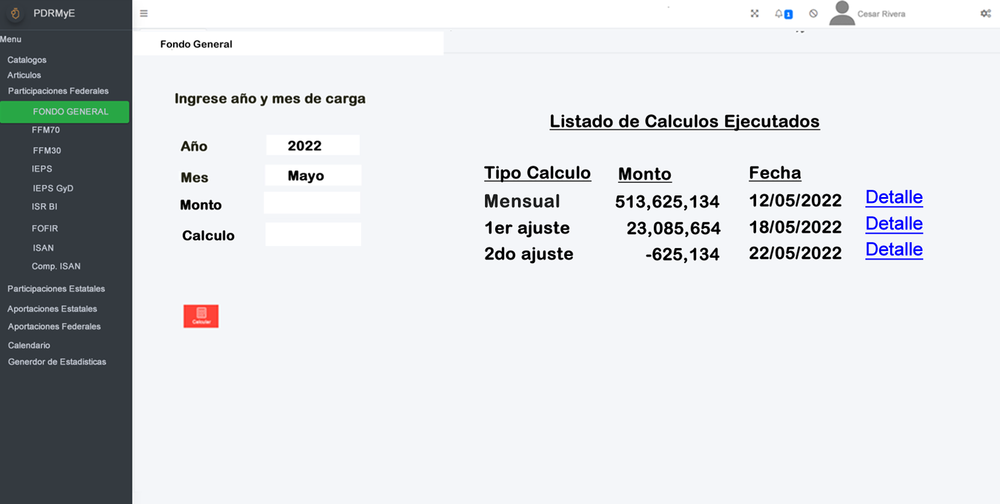 PDRMyE
1
Cesar Rivera
Menu
Fondo General
Catalogos
Articulos
Participaciones Federales
FONDO GENERAL
FFM70
FFM30
IEPS
IEPS GyD
ISR BI
FOFIR
ISAN
Comp. ISAN
Participaciones Estatales
Aportaciones Estatales
Aportaciones Federales
Calendario
Generdor de Estadisticas
Ingrese año y mes de carga
Año 2022
Mes Mayo
Monto
Calculo
Calcular
Listado de Calculos Ejecutados
Tipo Calculo Monto Fecha
Mensual 513,625,134 12/05/2022 Detalle
1er ajuste 23,085,654 18/05/2022 Detalle
2do ajuste -625,134 22/05/2022 Detalle